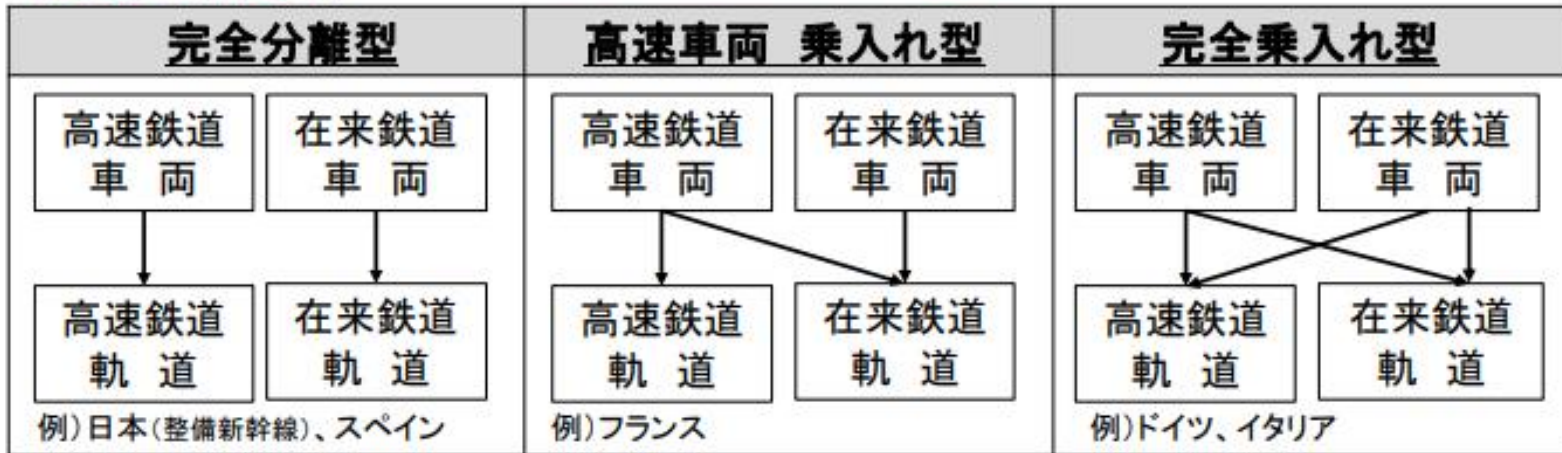 完全分離型
高速車両 乗入れ型
完全乗入れ型
高速鉄道
車 両
在来鉄道
車 両
高速鉄道
軌 道
在来鉄道
軌 道
例)日本(整備新幹線)、スペイン
高速鉄道
車 両
在来鉄道
車 両
高速鉄道
軌 道
在来鉄道
軌 道
例)フランス
高速鉄道
車 両
在来鉄道
車 両
高速鉄道
軌 道
在来鉄道
軌 道
例)ドイツ、イタリア